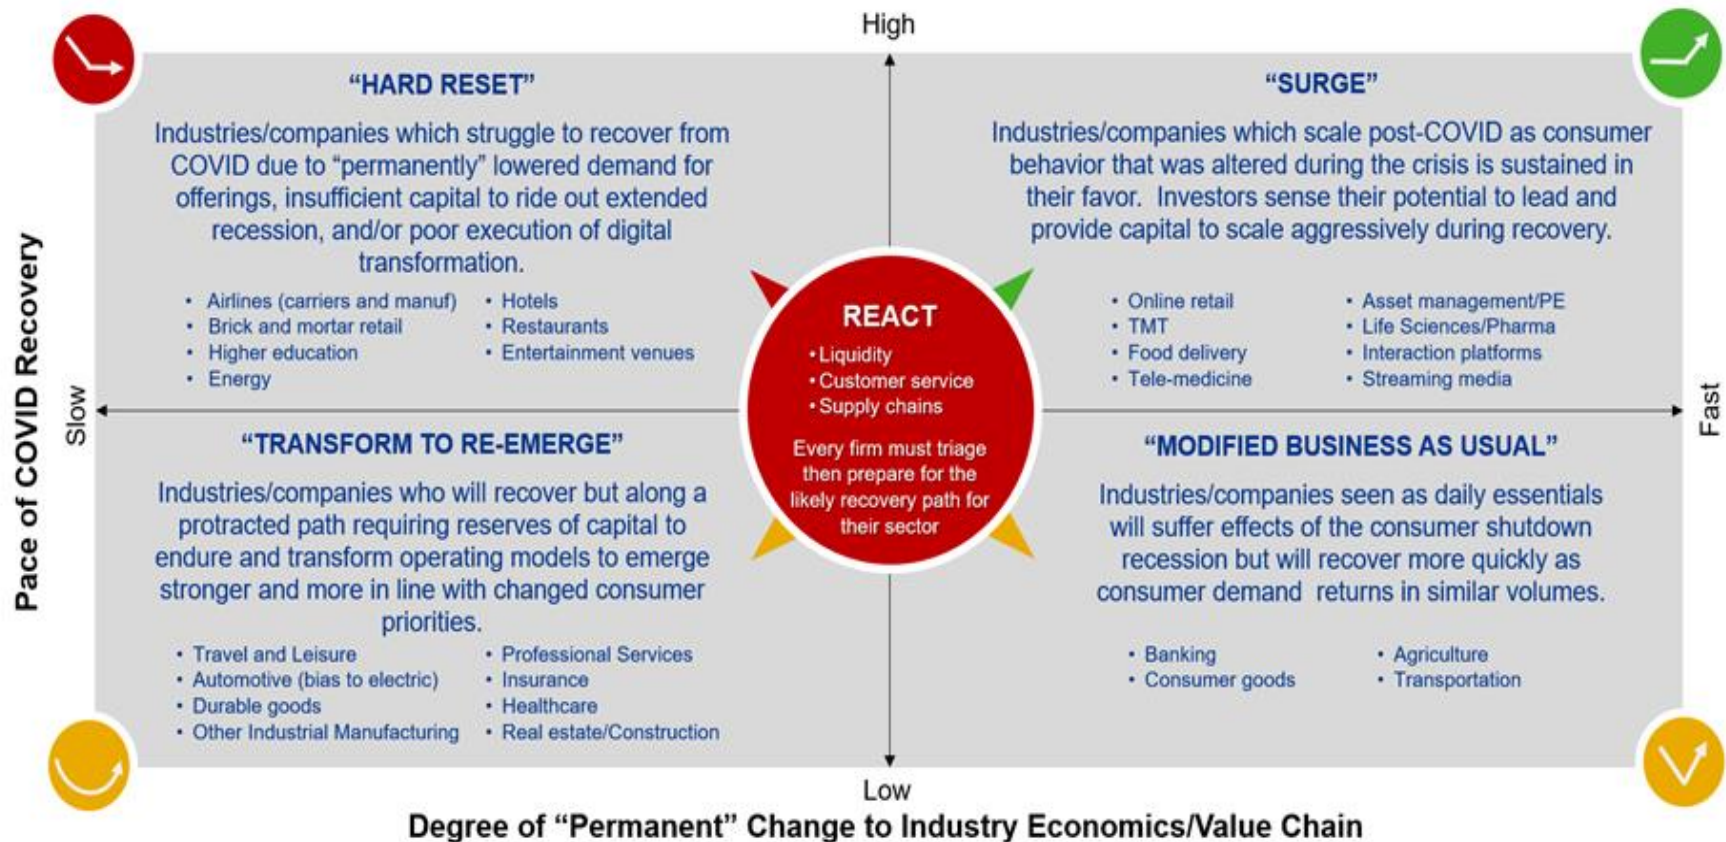 High
“HARD RESET”
Industries/companies which struggle to recover from
COVID due to “permanently” lowered demand for
offerings, insufficient capital to ride out extended
recession, and/or poor execution of digital
transformation.
• Airlines (carriers and manuf)
• Brick and mortar retail
• Higher education
• Energy
• Hotels
• Restaurants
• Entertainment venues
“SURGE”
Industries/companies which scale post-COVID as consumer
behavior that was altered during the crisis is sustained in
their favor.  Investors sense their potential to lead and
provide capital to scale aggressively during recovery.
• Online retail
• TMT
• Food delivery
• Tele-medicine
• Asset management/PE
• Life Sciences/Pharma
• Interaction platforms
• Streaming media
REACT
• Liquidity
• Customer service
• Supply chains
Every firm must triage
then prepare for the
likely recovery path for
their sector
Pace of COVID Recovery
Slow
Fast
“TRANSFORM TO RE-EMERGE”
Industries/companies who will recover but along a
protracted path requiring reserves of capital to
endure and transform operating models to emerge
stronger and more in line with changed consumer
priorities.
• Travel and Leisure
• Automotive (bias to electric)
• Durable goods
• Other Industrial Manufacturing
• Professional Services
• Insurance
• Healthcare
• Real estate/Construction
“MODIFIED BUSINESS AS USUAL”
Industries/companies seen as daily essentials
will suffer effects of the consumer shutdown
recession but will recover more quickly as
consumer demand  returns in similar volumes.
• Banking
• Consumer goods
• Agriculture
• Transportation
Low
Degree of “Permanent” Change to Industry Economics/Value Chain